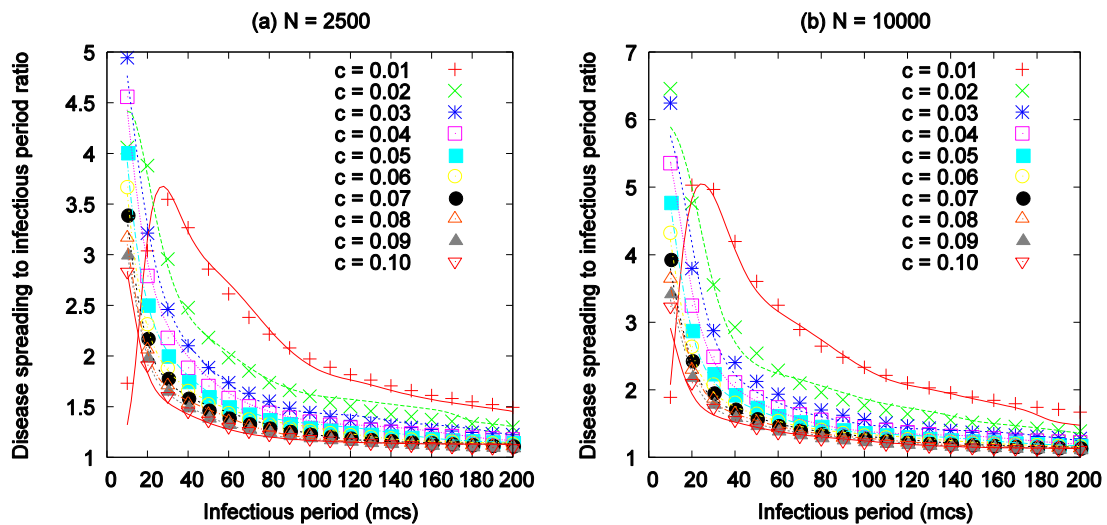 (a) N = 2500
Disease spreading to infectious period ratio
5
4.5
4
3.5
3
2.5
2
1.5
1
c = 0.01
c = 0.02
c = 0.03
c = 0.04
c = 0.05
c = 0.06
c = 0.07
c = 0.08
c = 0.09
c = 0.10
0 20 40 60 80 100 120 140 160 180 200
Infectious period (mcs)
(b) N = 10000
Disease spreading to infectious period ratio
7
6
5
4
3
2
1
c = 0.01
c = 0.02
c = 0.03
c = 0.04
c = 0.05
c = 0.06
c = 0.07
c = 0.08
c = 0.09
c = 0.10
0 20 40 60 80 100 120 140 160 180 200
Infectious period (mcs)